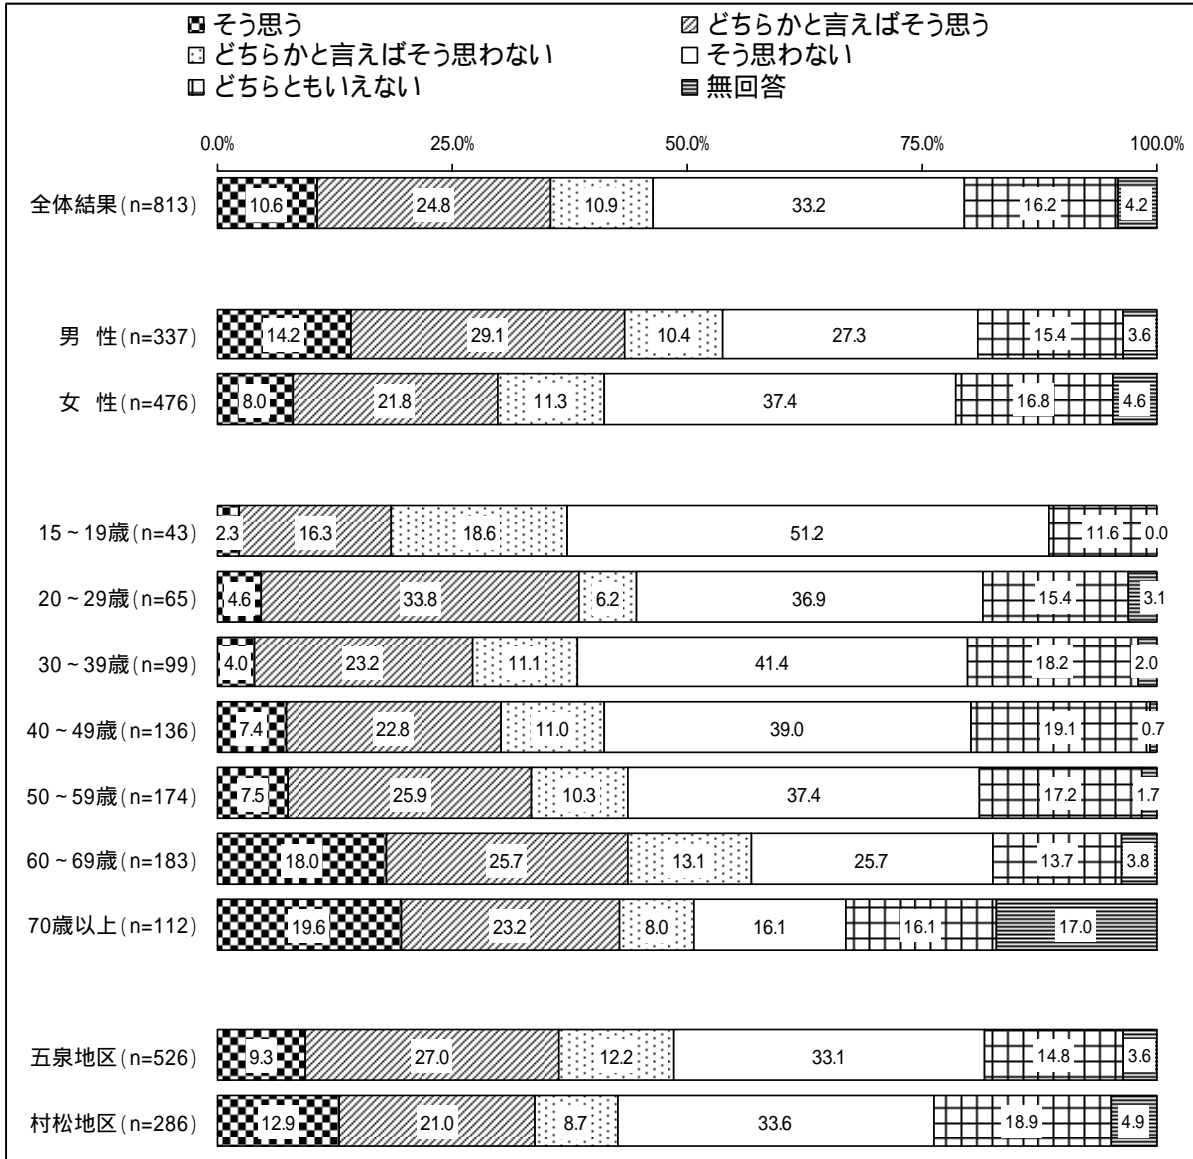 そう思う どちらかと言えばそう思う
どちらかと言えばそう思わない そう思わない
どちらともいえない 無回答
0.0% 25.0% 50.0% 75.0% 100.0%
全体結果(n=813) 10.6 24.8 10.9 33.2 16.2 4.2
男 性(n=337) 14.2 29.1 10.4 27.3 15.4 3.6
女 性(n=476) 8.0 21.8 11.3 37.4 16.8 4.6
15~19歳(n=43) 2.3 16.3 18.6 51.2 11.6 0.0
20~29歳(n=65) 4.6 33.8 6.2 36.9 15.4 3.1
30~39歳(n=99) 4.0 23.2 11.1 41.4 18.2 2.0
40~49歳(n=136) 7.4 22.8 11.0 39.0 19.1 0.7
50~59歳(n=174) 7.5 25.9 10.3 37.4 17.2 1.7
60~69歳(n=183) 18.0 25.7 13.1 25.7 13.7 3.8
70歳以上(n=112) 19.6 23.2 8.0 16.1 16.1 17.0
五泉地区(n=526) 9.3 27.0 12.2 33.1 14.8 3.6
村松地区(n=286) 12.9 21.0 8.7 33.6 18.9 4.9